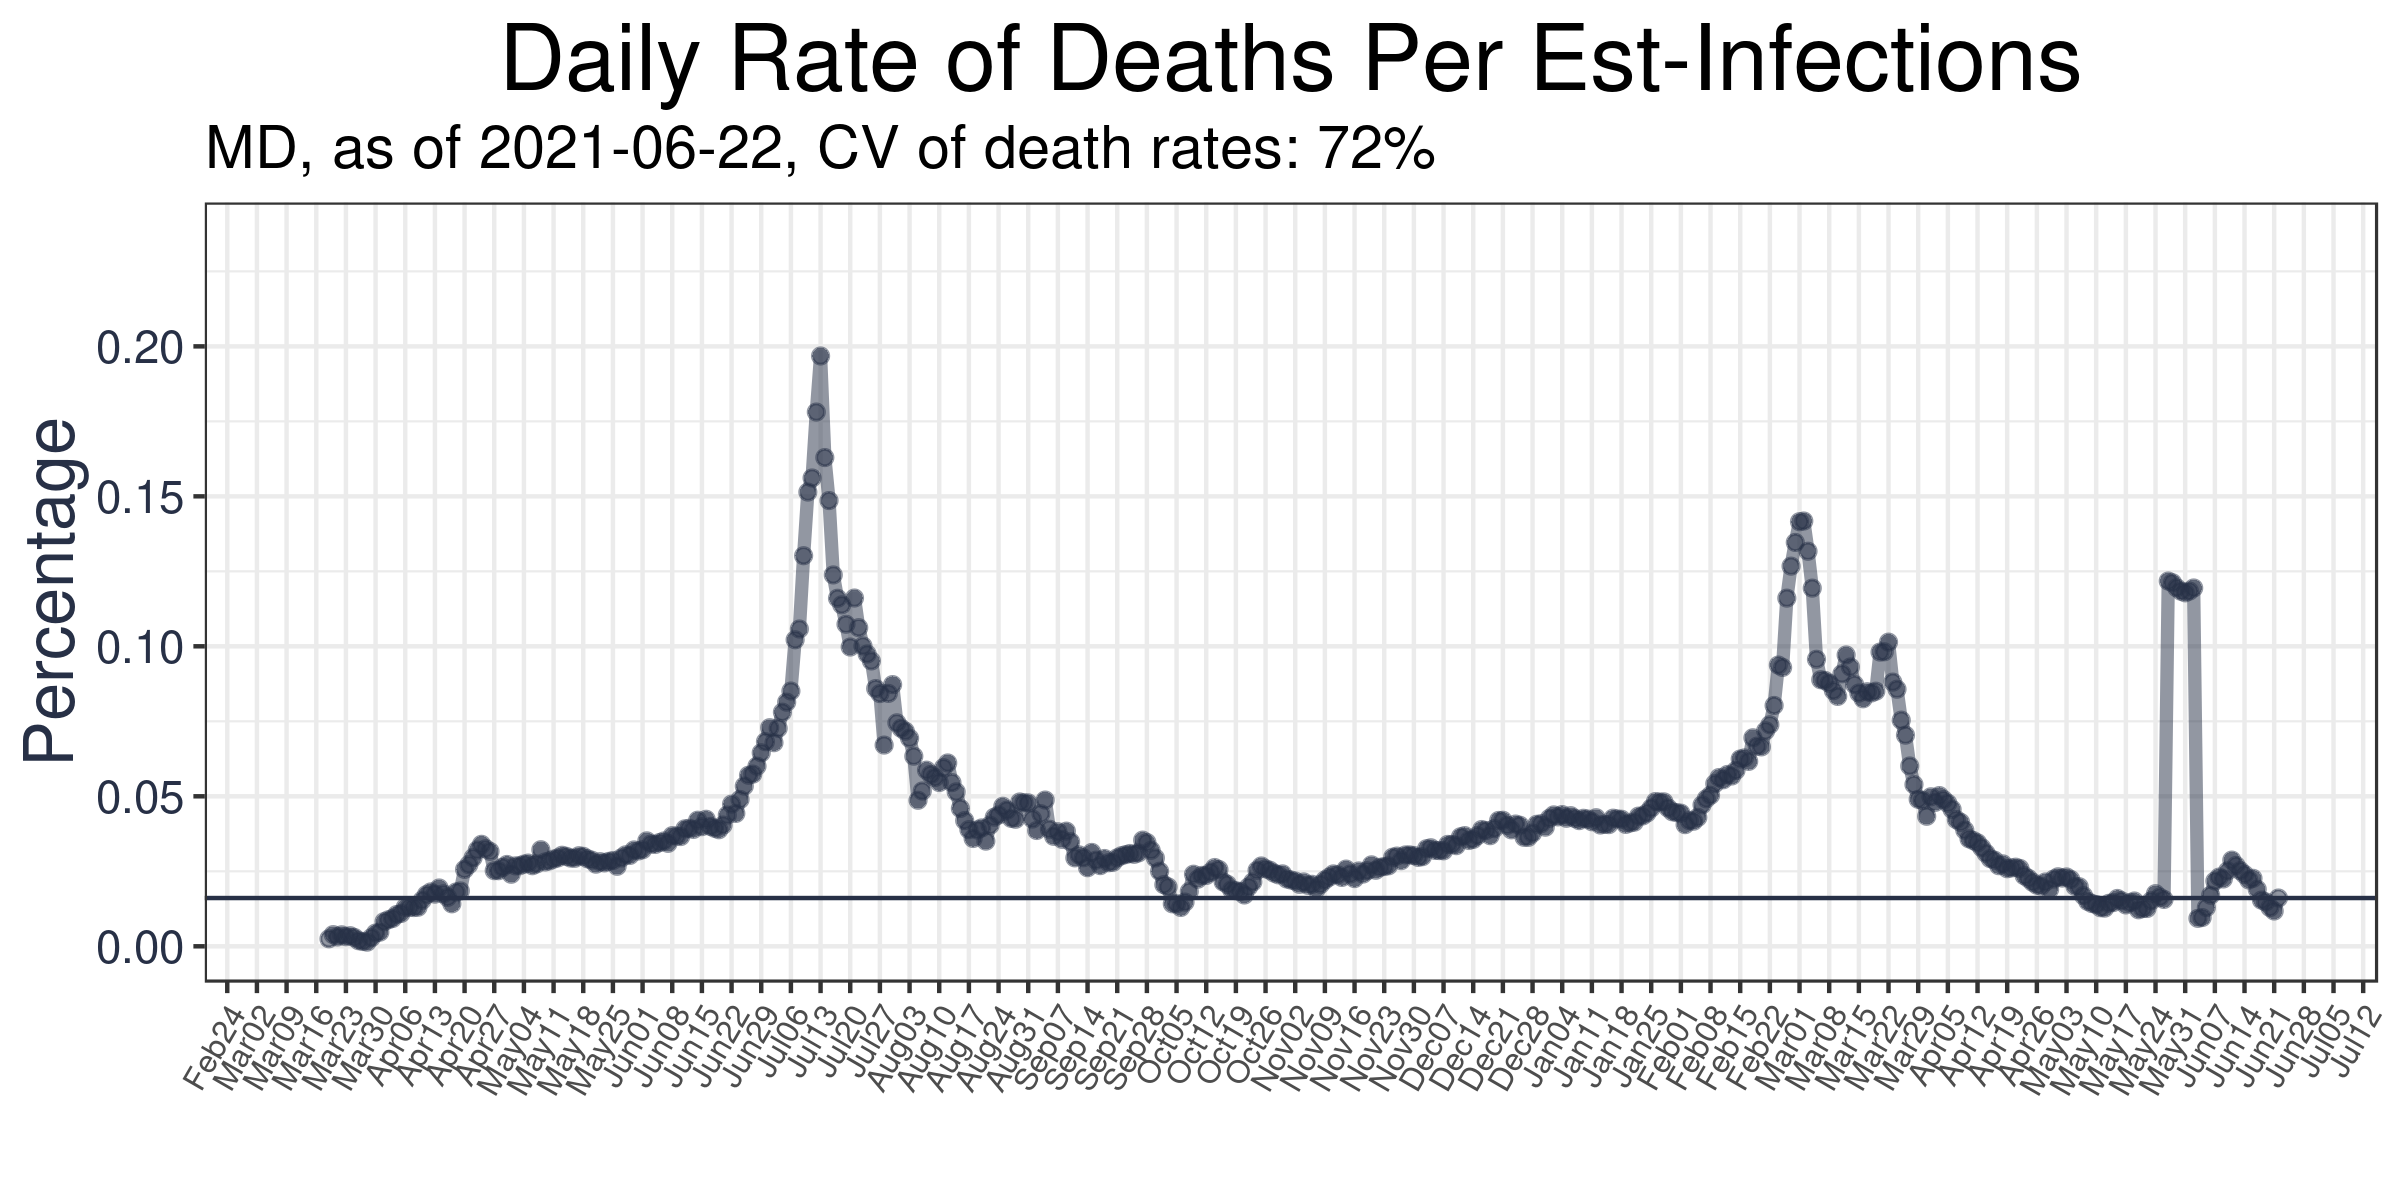 Daily Rate of Deaths Per Est-Infections
MD, as of 2021-06-22, CV of death rates: 72%
Percentage
0.20
0.15
0.10
0.05
0.00
Feb24
Mar02
Mar09
Mar16
Mar23
Mar30
Apr06
Apr13
Apr20
Apr27
May04
May11
May18
May25
Jun01
Jun08
Jun15
Jun22
Jun29
Jul06
Jul13
Jul20
Jul27
Aug03
Aug10
Aug17
Aug24
Aug31
Sep07
Sep14
Sep21
Sep28
Oct05
Oct12
Oct19
Oct26
Nov02
Nov09
Nov16
Nov23
Nov30
Dec07
Dec14
Dec21
Dec28
Dec04
Jan11
Jan18
Jan25
Feb01
Feb08
Feb15
Feb22
Mar01
Mar08
Mar15
Mar22
Mar29
Apr05
Apr12
Apr19
Apr26
May03
May10
May17
May24
May31
May07
Jun14
Jun21
Jun28
Jul05
Jul12